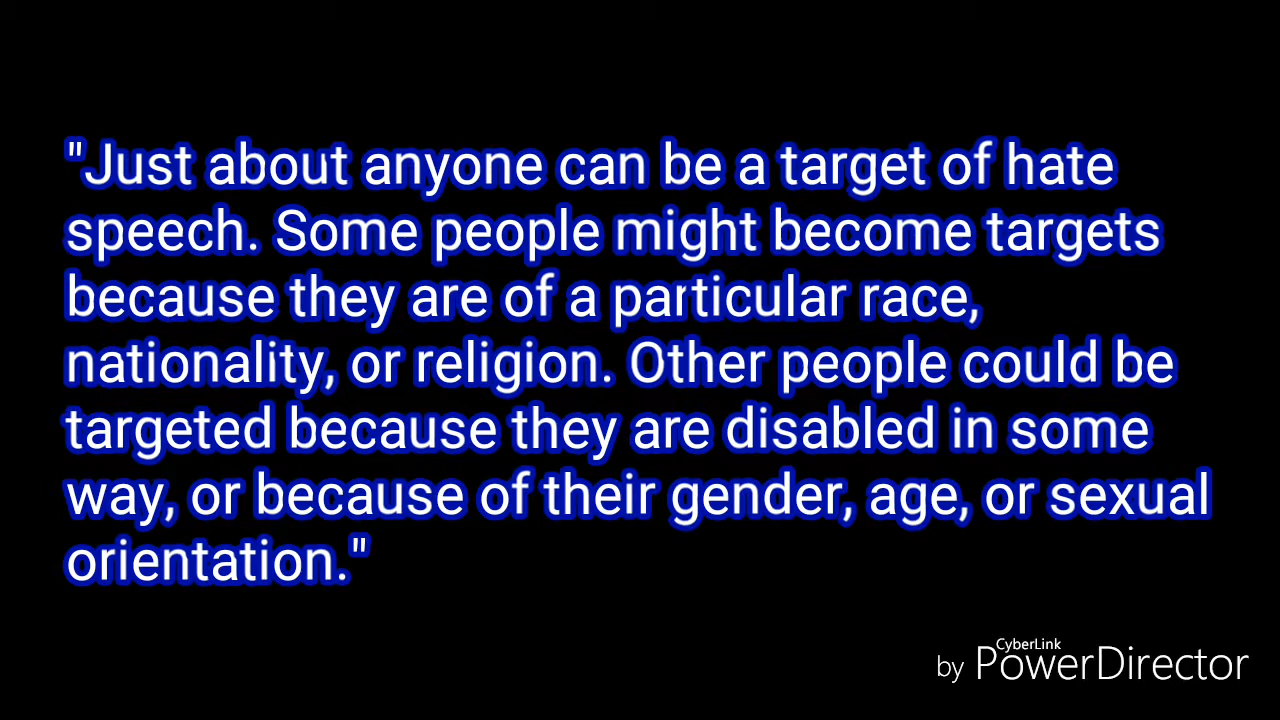 "Just about anyone can be a target of hate
speech. Some people might become targets
because they are of a particular race,
nationality, or religion. Other people could be
targeted because they are disabled in some
way, or because of their gender, age, or sexual
orientation."
CyberLink
by PowerDirector